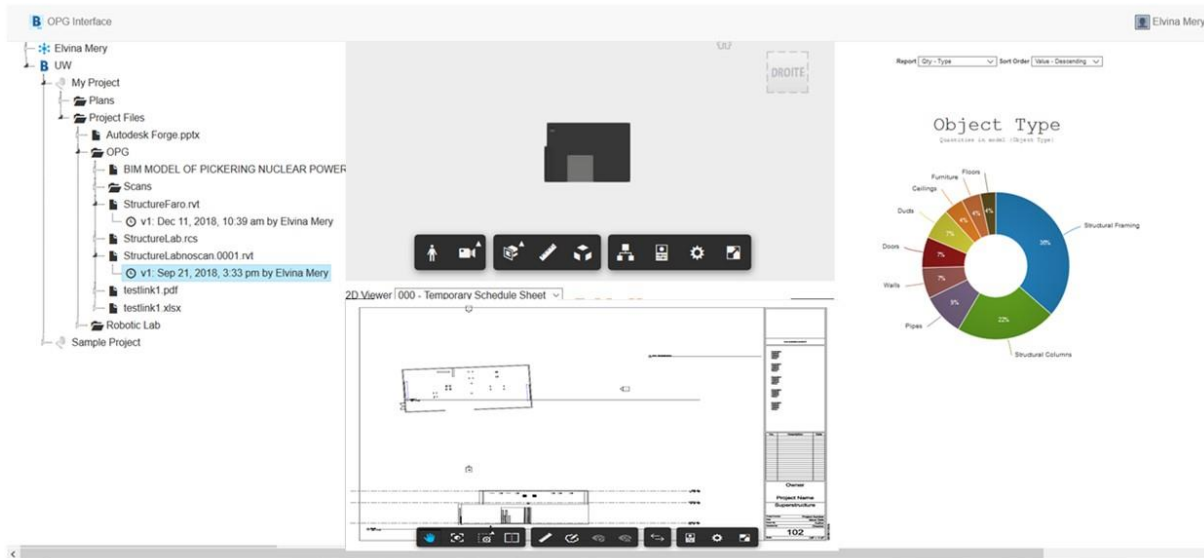 OPG Interface
Elvina Mery
Elvina Mery
UW
My Project
Plans
Project Files
Autodesk Forge.pptx
OPG
BIM MODEL OF PICKERING NUCLEAR POWER
Scans
StructureFaro.rvt
v1: Dec 11, 2018, 10:39 am by Elvina Mery
StructureLab.rcs
StructureLabnoscan.0001.rvt
v1: Sep 21, 2018, 3:33 pm by Elvina Mery
testlink1.pdf
testlink1.xlsx
Robotic Lab
Sample Project
DROITE
2D Viewer 000 - Temporary Schedule Sheet
No. Description Date
Owner
Project Name
Superstructure
102
Report Qty - Type Sort Order Value - Descending
Object Type
Quantities in model (Object Type)
Floors
4%
Furniture
4%
Ceilings
4%
Ducts
7%
Doors
7%
Walls
7%
Pipes
9%
Structural Columns
22%
Structural Framing
38%